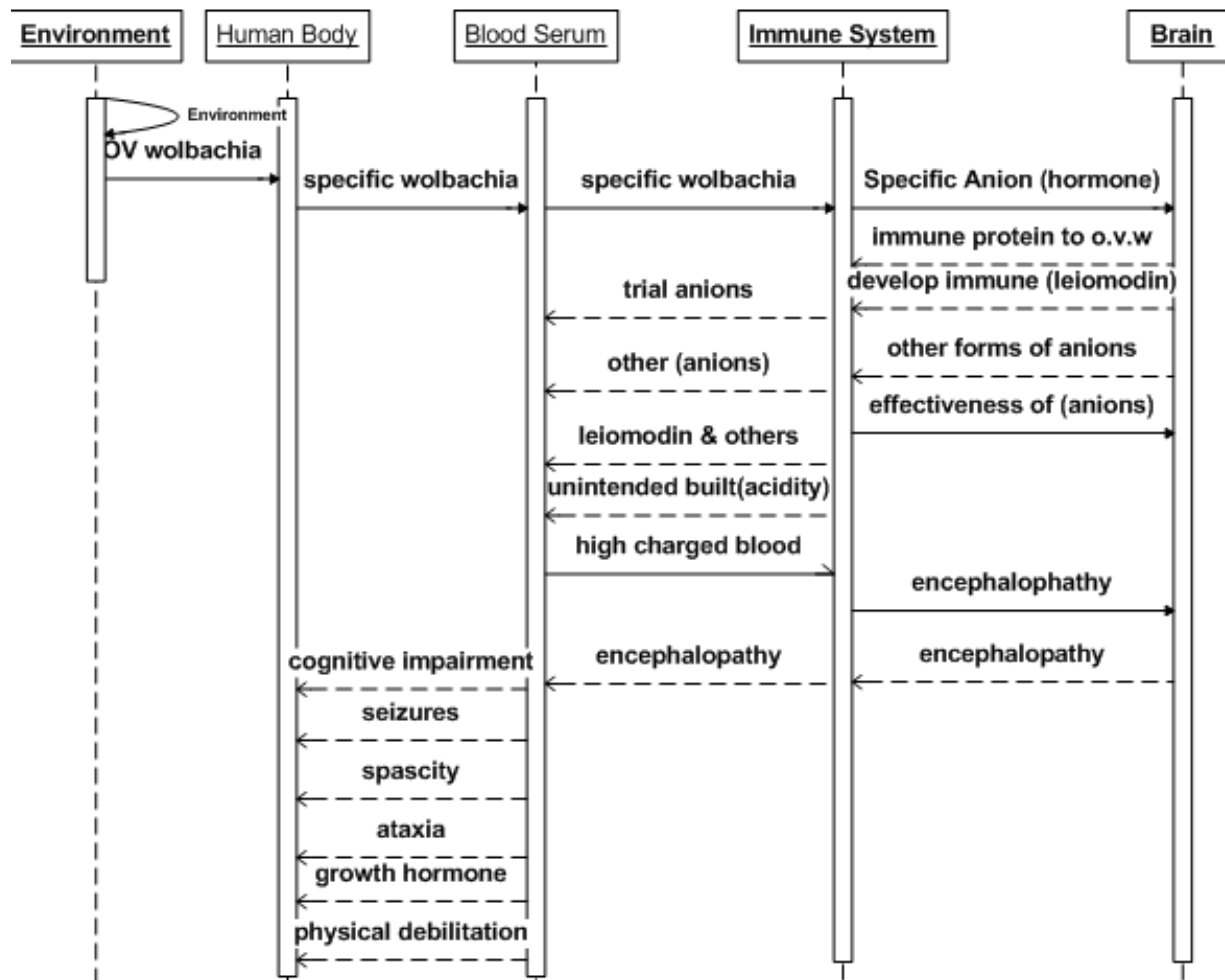 Environment
Human Body
Blood Serum
Immune System
Brain
Environment
OV wolbachia
specific wolbachia
specific wolbachia
Specific Anion (hormone)
immune protein to o.v.w
develop immune (leiomodin)
trial anions
other forms of anions
other (anions)
effectiveness of (anions)
leiomodin & others
unintended built(acidity)
high charged blood
encephalophathy
encephalopathy
encephalopathy
cognitive impairment
seizures
spascity
ataxia
growth hormone
physical debilitation